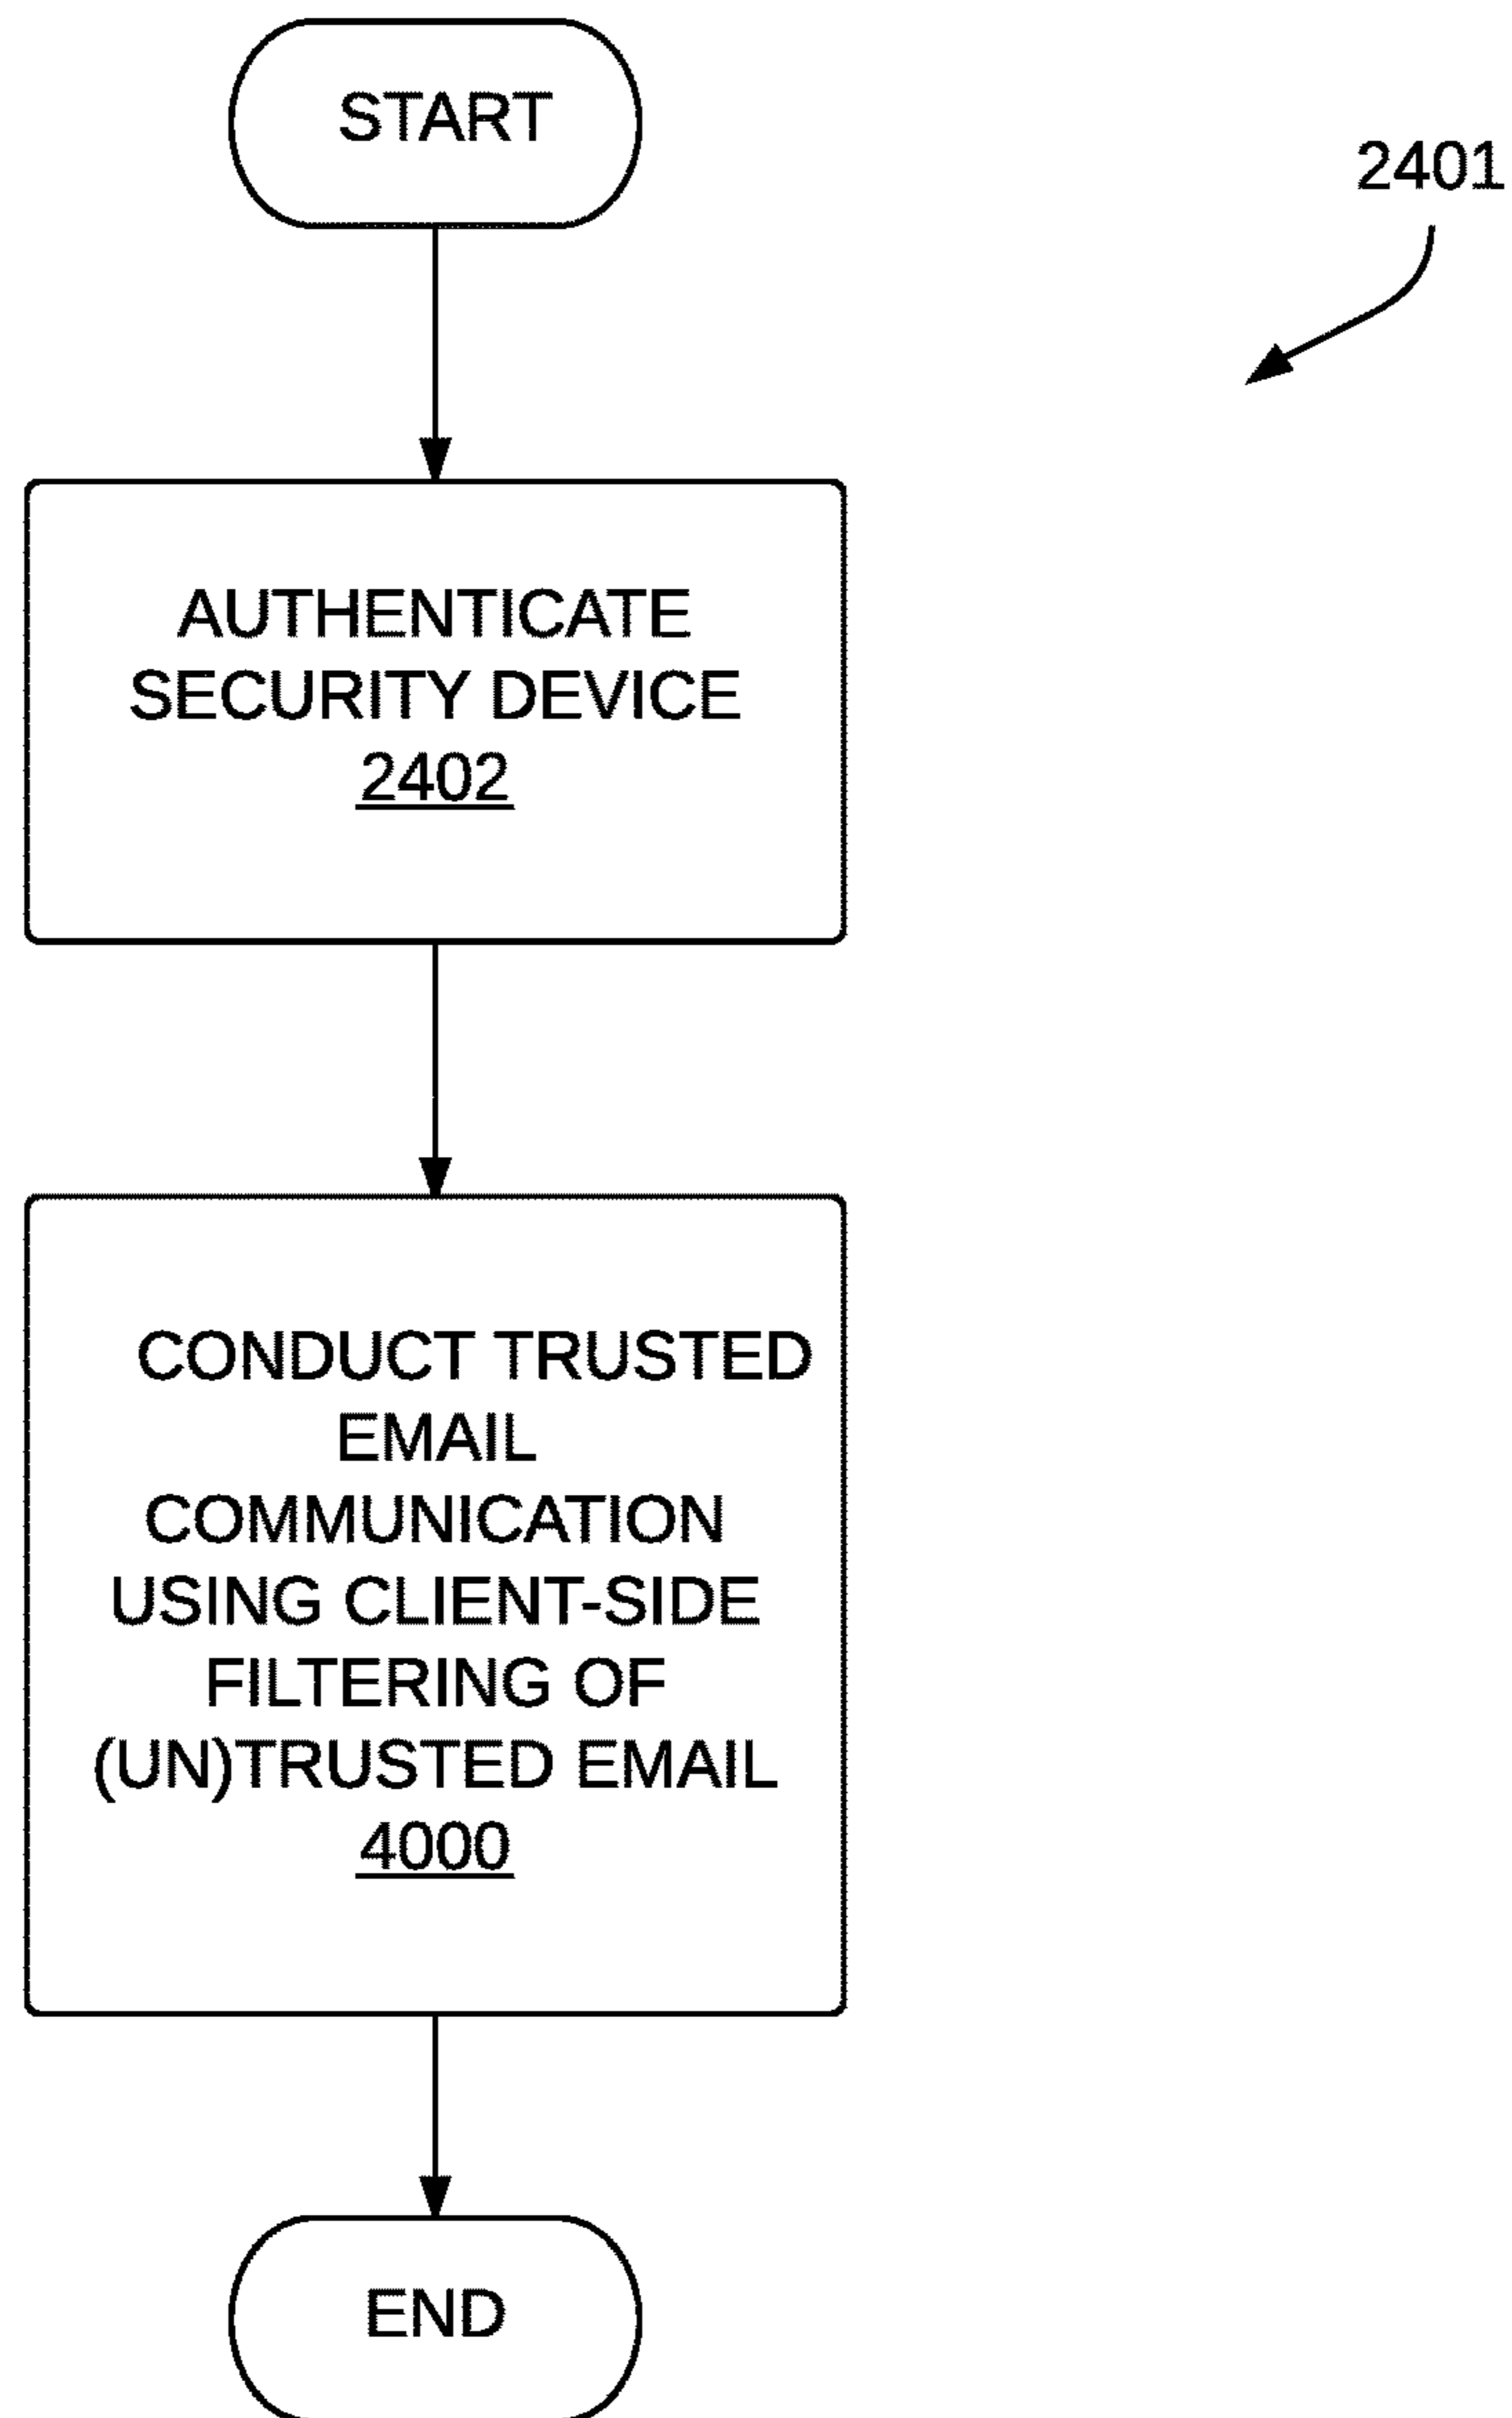 START
2401
AUTHENTICATE
SECURITY DEVICE
2402
CONDUCT TRUSTED
EMAIL
COMMUNICATION
USING CLIENT-SIDE
FILTERING OF
(UN)TRUSTED EMAIL
4000
END